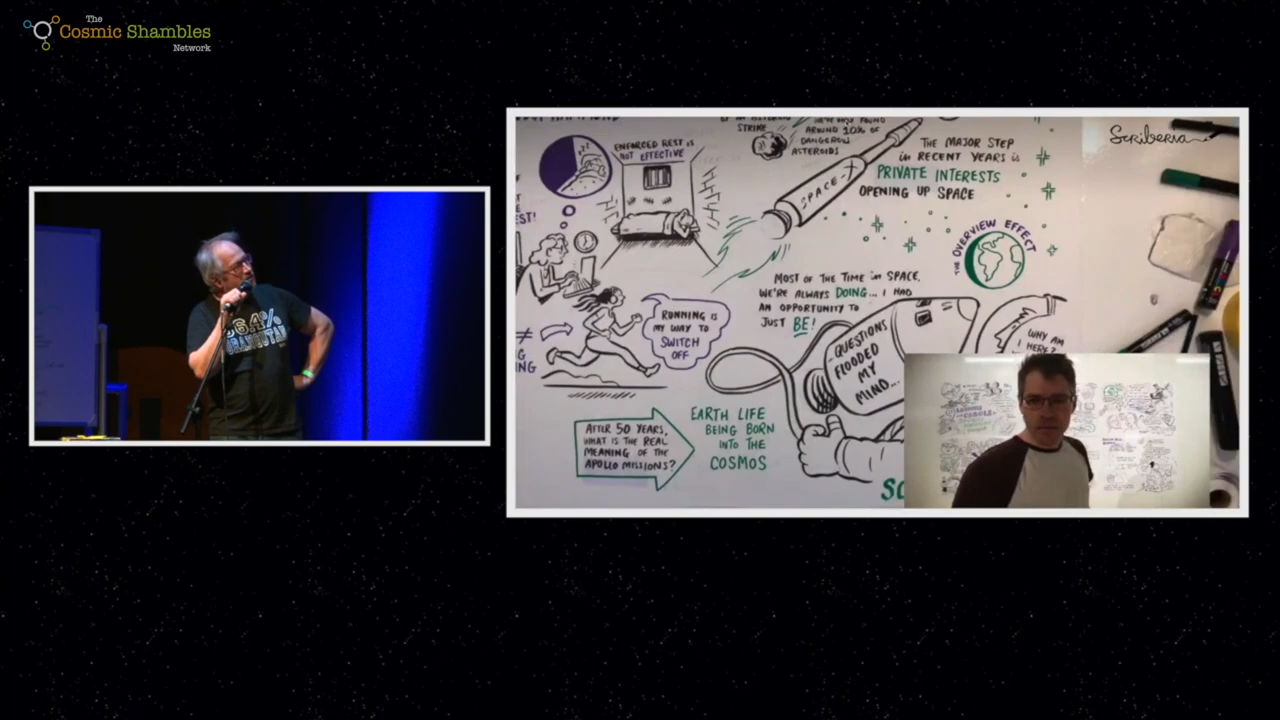 The
Cosmic Shambles
Network
96.4%
ORANGUTAN
ENFORCED REST IS
NOT EFFECTIVE
STRIKE
WE'VE ONLY FOUND
AROUND 10% OF
DANGEROUS
ASTEROIDS
SPACE-X
THE MAJOR STEP
in RECENT YEARS is
PRIVATE INTERESTS
OPENING UP SPACE
Scriberia
THE OVERVIEW EFFECT
MOST OF THE TIME in SPACE,
WE'RE ALWAYS DOING... I HAD
AN OPPORTUNITY TO
JUST BE!
RUNNING IS
MY WAY TO
SWITCH
OFF
QUESTIONS
FLOODED
MY
MIND...
WHY AM
I HERE?
AFTER 50 YEARS,
WHAT IS THE REAL
MEANING OF THE
APOLLO MISSIONS?
EARTH LIFE
BEING BORN
INTO THE
COSMOS